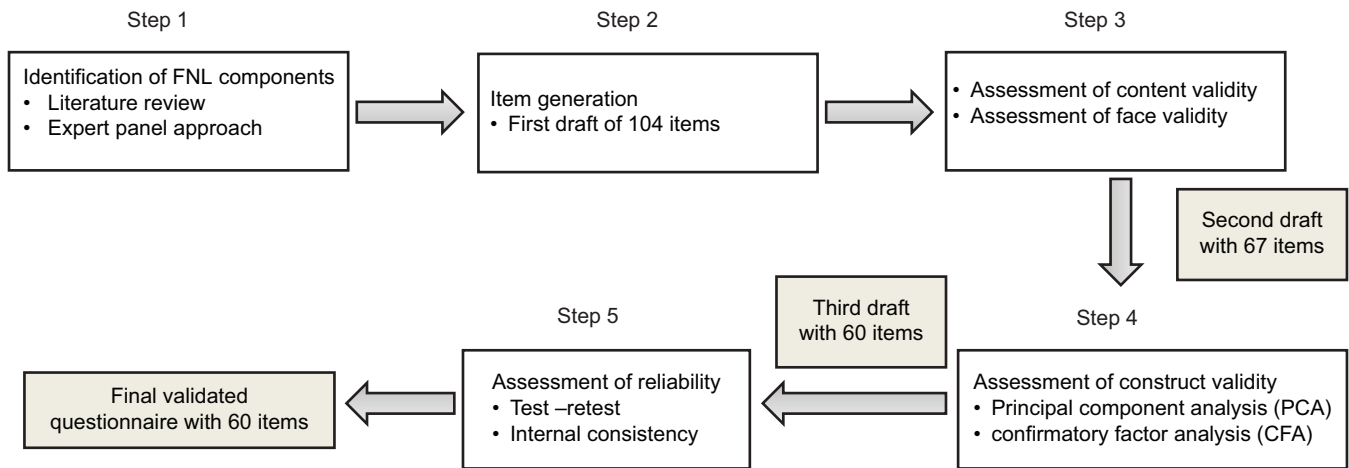 Step 1
Identification of FNL components
• Literature review
• Expert panel approach
Step 2
Item generation
• First draft of 104 items
Step 3
• Assessment of content validity
• Assessment of face validity
Second draft
with 67 items
Step 4
Assessment of construct validity
• Principal component analysis (PCA)
• confirmatory factor analysis (CFA)
Third draft
with 60 items
Step 5
Assessment of reliability
• Test –retest
• Internal consistency
Final validated
questionnaire with 60 items